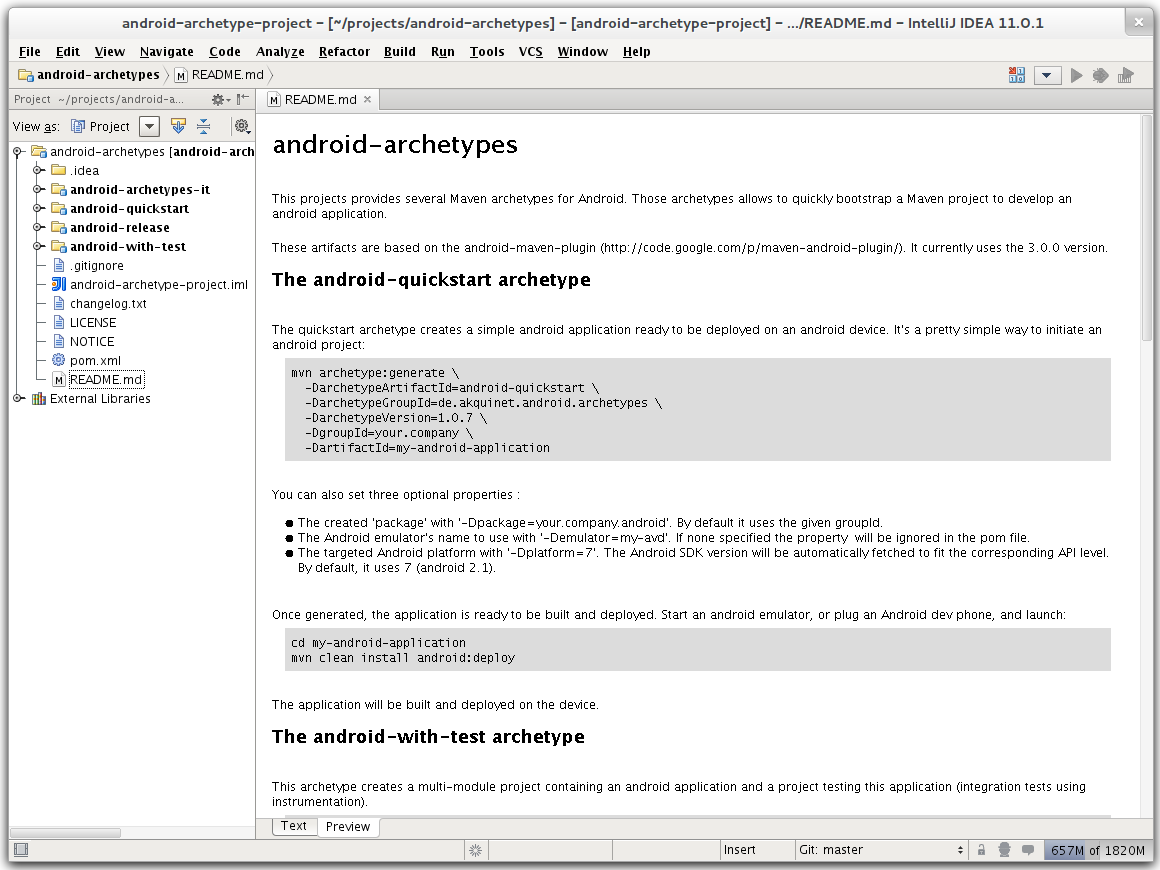 android-archetype-project – [~/projects/android-archetypes] – [android-archetype-project] – .../README.md – IntelliJ IDEA 11.0.1
File Edit View Navigate Code Analyze Refactor Build Run Tools VCS Window Help
android-archetypes README.md
Project ~/projects/android-a...
README.md
View as: Project
android-archetypes [android-arch
.idea
android-archetypes-it
android-quickstart
android-release
android-with-test
.gitignore
android-archetype-project.iml
changelog.txt
LICENSE
NOTICE
pom.xml
README.md
External Libraries
android-archetypes
This projects provides several Maven archetypes for Android. Those archetypes allows to quickly bootstrap a Maven project to develop an
android application.
These artifacts are based on the android-maven-plugin (http://code.google.com/p/maven-android-plugin/). It currently uses the 3.0.0 version.
The android-quickstart archetype
The quickstart archetype creates a simple android application ready to be deployed on an android device. It's a pretty simple way to initiate an
android project:
mvn archetype:generate \
-DarchetypeArtifactId=android-quickstart \
-DarchetypeGroupId=de.akquinet.android.archetypes \
-DarchetypeVersion=1.0.7 \
-DgroupId=your.company \
-DartifactId=my-android-application
You can also set three optional properties :
● The created 'package' with '-Dpackage=your.company.android'. By default it uses the given groupId.
● The Android emulator's name to use with '-Demulator=my-avd'. If none specified the property will be ignored in the pom file.
● The targeted Android platform with '-Dplatform=7'. The Android SDK version will be automatically fetched to fit the corresponding API level.
By default, it uses 7 (android 2.1).
Once generated, the application is ready to be built and deployed. Start an android emulator, or plug an Android dev phone, and launch:
cd my-android-application
mvn clean install android:deploy
The application will be built and deployed on the device.
The android-with-test archetype
This archetype creates a multi-module project containing an android application and a project testing this application (integration tests using
instrumentation).
Text Preview
Insert Git: master 657M of 1820M